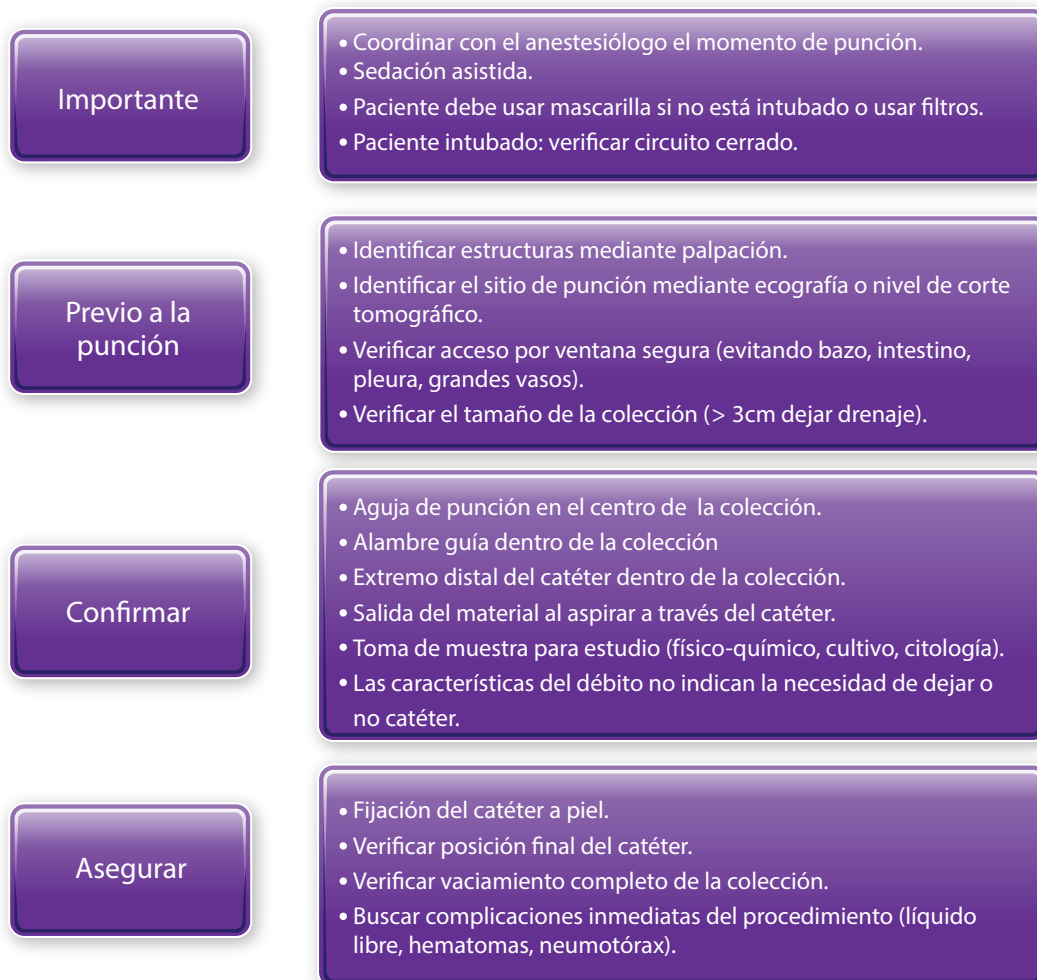 Importante
• Coordinar con el anestesiólogo el momento de punción.
• Sedación asistida.
• Paciente debe usar mascarilla si no está intubado o usar filtros.
• Paciente intubado: verificar circuito cerrado.
Previo a la
punción
• Identificar estructuras mediante palpación.
• Identificar el sitio de punción mediante ecografía o nivel de corte
tomográfico.
• Verificar acceso por ventana segura (evitando bazo, intestino,
pleura, grandes vasos).
• Verificar el tamaño de la colección (> 3cm dejar drenaje).
Confirmar
• Aguja de punción en el centro de la colección.
• Alambre guía dentro de la colección
• Extremo distal del catéter dentro de la colección.
• Salida del material al aspirar a través del catéter.
• Toma de muestra para estudio (físico-químico, cultivo, citología).
• Las características del débito no indican la necesidad de dejar o
no catéter.
Asegurar
• Fijación del catéter a piel.
• Verificar posición final del catéter.
• Verificar vaciamiento completo de la colección.
• Buscar complicaciones inmediatas del procedimiento (líquido
libre, hematomas, neumotórax).